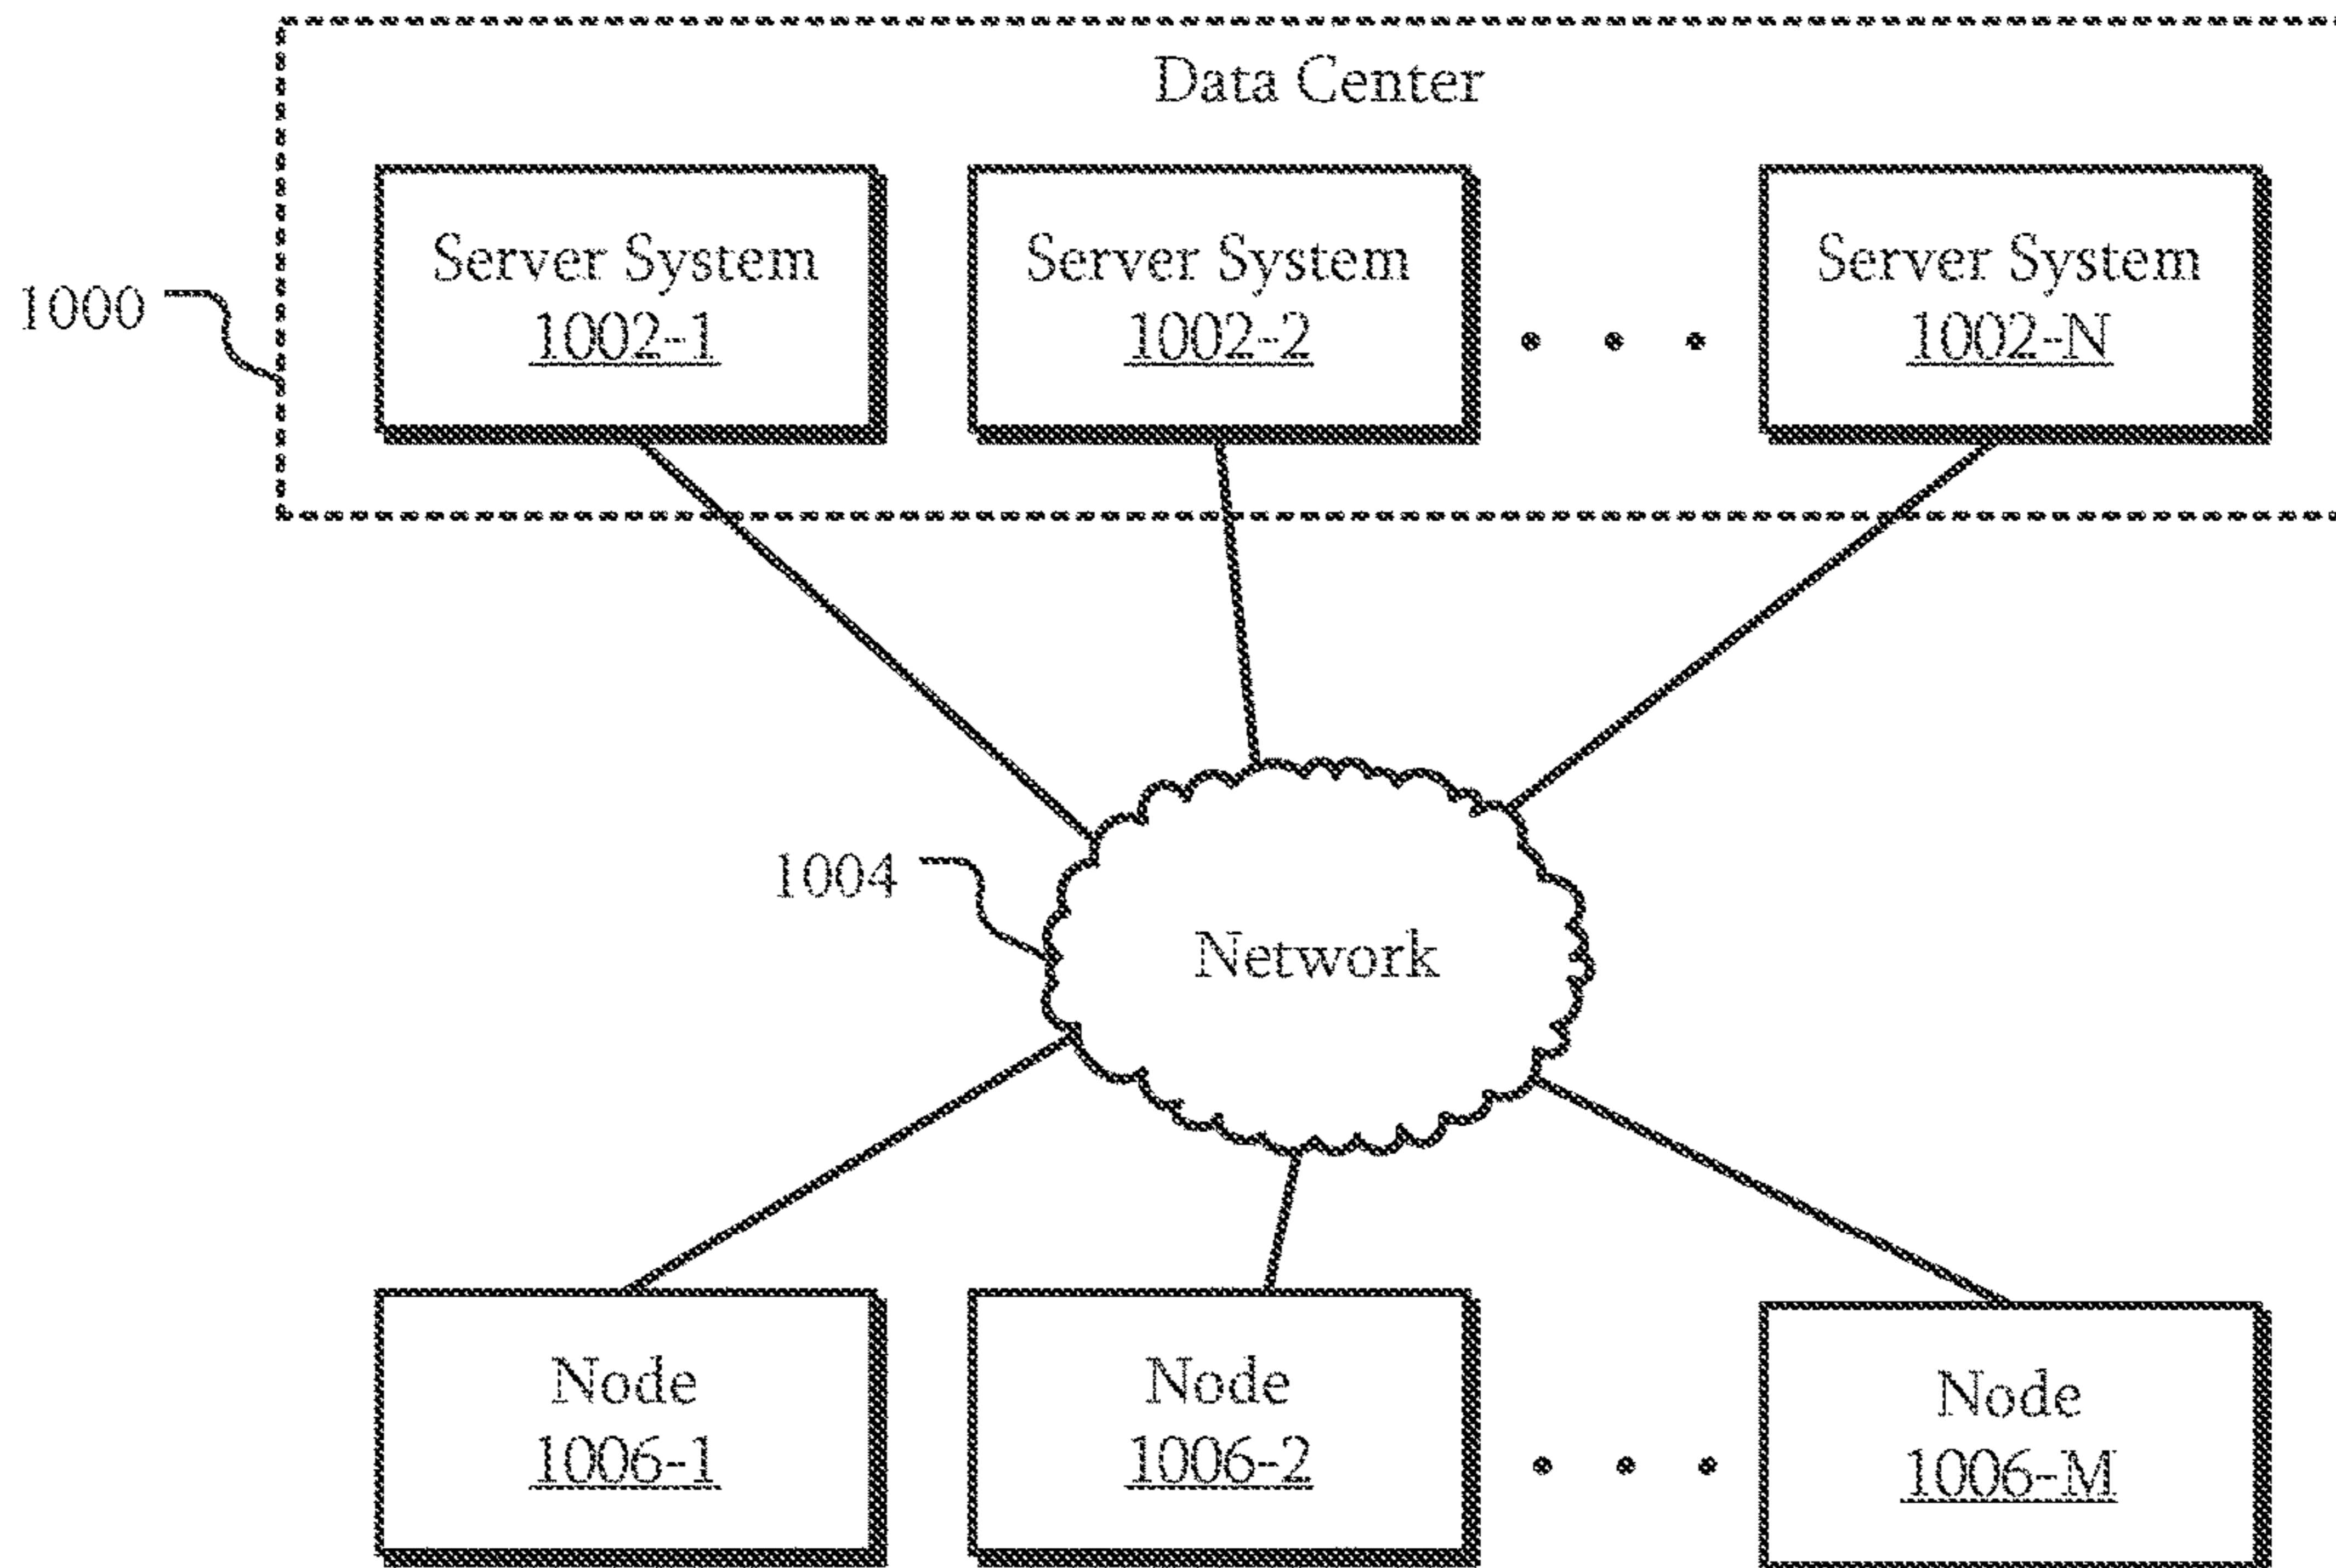 Data Center
Server System
1002-1
Server System
1002-2
Server System
1002-N
1000
1004
Network
Node
1006-1
Node
1006-2
Node
1006-M